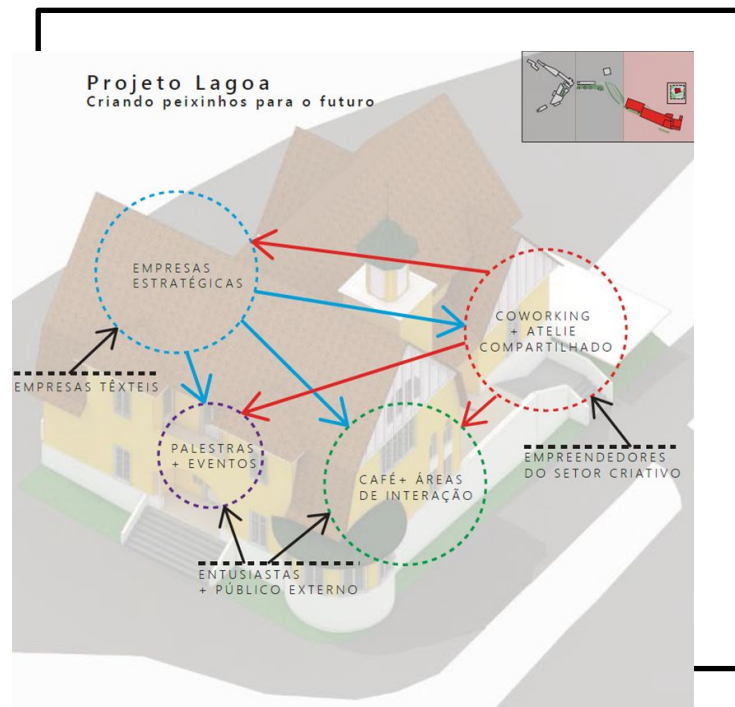 Projeto Lagoa
Criando peixinhos para o futuro
EMPRESAS
ESTRATÉGICAS
COWORKING
+ ATELIE
COMPARTILHADO
EMPRESAS TÊXTEIS
PALESTRAS
+ EVENTOS
CAFÉ+ ÁREAS
DE INTERAÇÃO
EMPREENDEDORES
DO SETOR CRIATIVO
ENTUSIASTAS
+ PÚBLICO EXTERNO